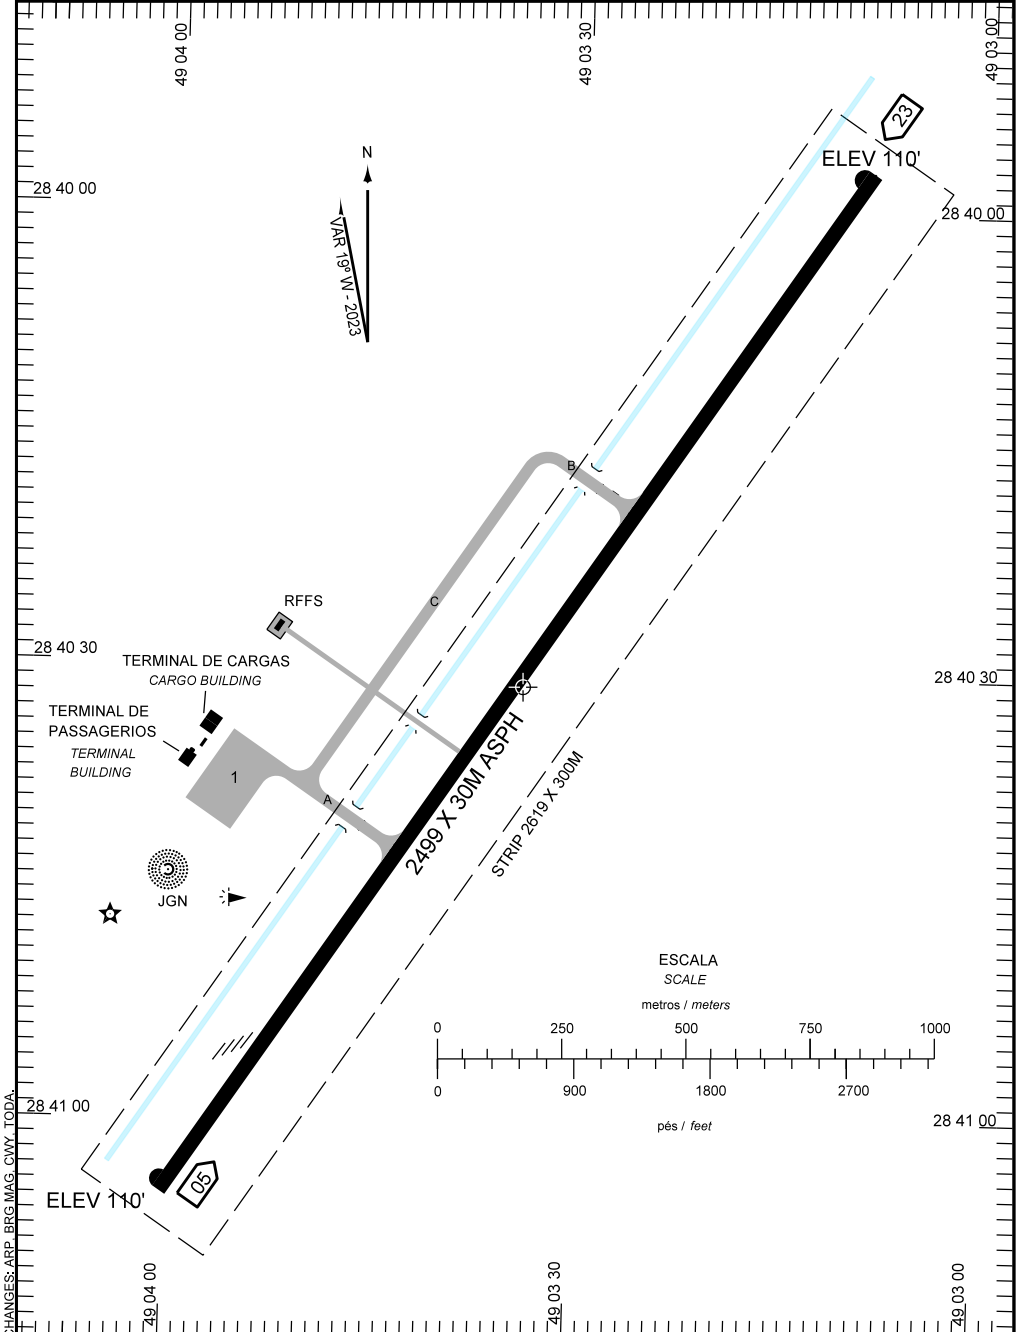 49 04 00
49 03 30
49 03 00
23
ELEV 110'
N
28 40 00
28 40 00
VAR 19º W - 2023
B
C
RFFS
28 40 30
TERMINAL DE CARGAS
CARGO BUILDING
28 40 30
TERMINAL DE
PASSAGERIOS
TERMINAL
BUILDING
1
A
2499 X 30M ASPH
STRIP 2619 X 300M
JGN
ESCALA
SCALE
metros / meters
0 250 500 750 1000
0 900 1800 2700
pés / feet
28 41 00
28 41 00
05
ELEV 110'
CHANGES: ARP, BRG MAG, CWY, TODA.
49 04 00
49 03 30
49 03 00